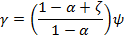 γ = ( (1 − α + ζ) / (1 − α) ) ψ